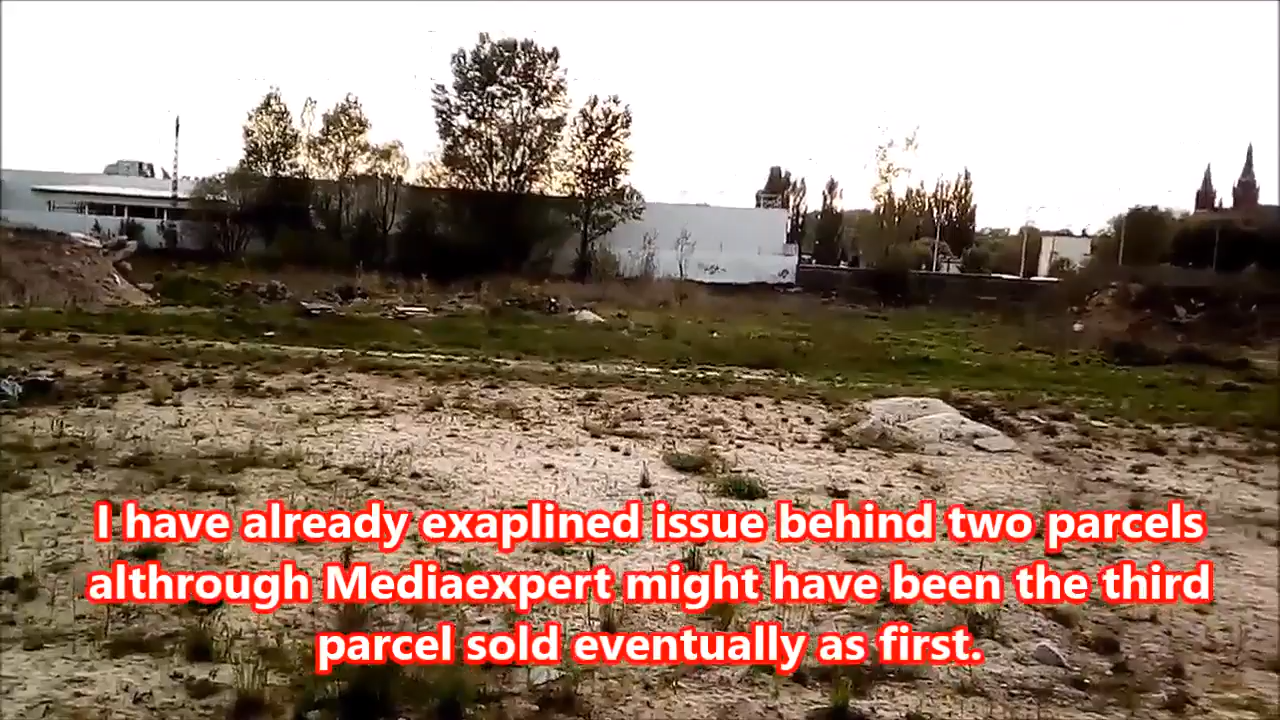 I have already exaplined issue behind two parcels
althrough Mediaexpert might have been the third
parcel sold eventually as first.